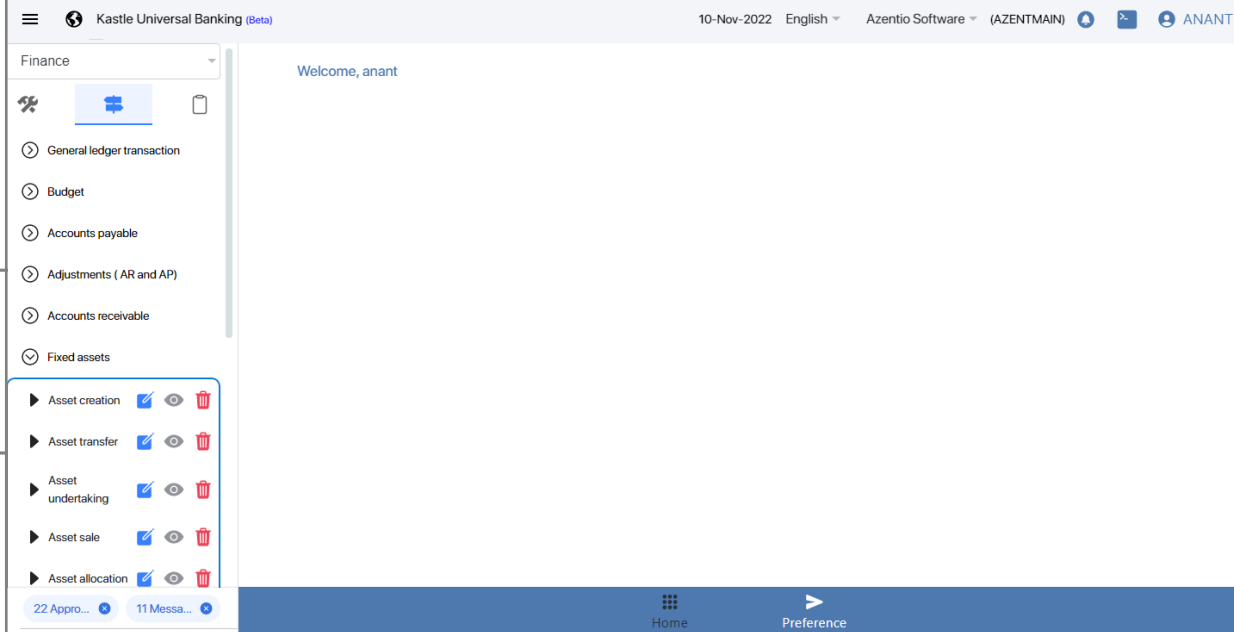 Kastle Universal Banking (Beta)
10-Nov-2022 English Azentio Software (AZENTMAIN) ANANT
Finance
Welcome, anant
General ledger transaction
Budget
Accounts payable
Adjustments ( AR and AP)
Accounts receivable
Fixed assets
Asset creation
Asset transfer
Asset
undertaking
Asset sale
Asset allocation
22 Appro... 11 Messa...
Home Preference